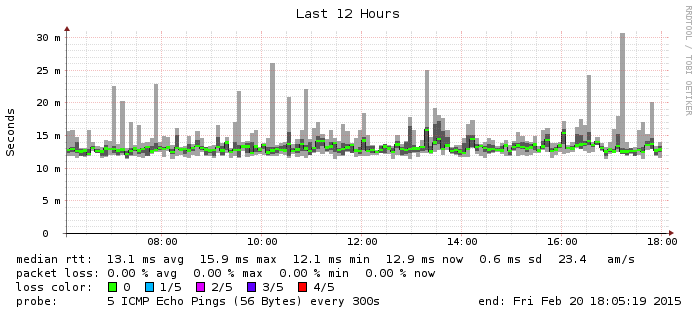 Last 12 Hours
RRDTOOL / TOBI OETIKER
Seconds
30 m
25 m
20 m
15 m
10 m
5 m
0
08:00 10:00 12:00 14:00 16:00 18:00
median rtt: 13.1 ms avg 15.9 ms max 12.1 ms min 12.9 ms now 0.6 ms sd 23.4 am/s
packet loss: 0.00 % avg 0.00 % max 0.00 % min 0.00 % now
loss color: 0 1/5 2/5 3/5 4/5
probe: 5 ICMP Echo Pings (56 Bytes) every 300s end: Fri Feb 20 18:05:19 2015